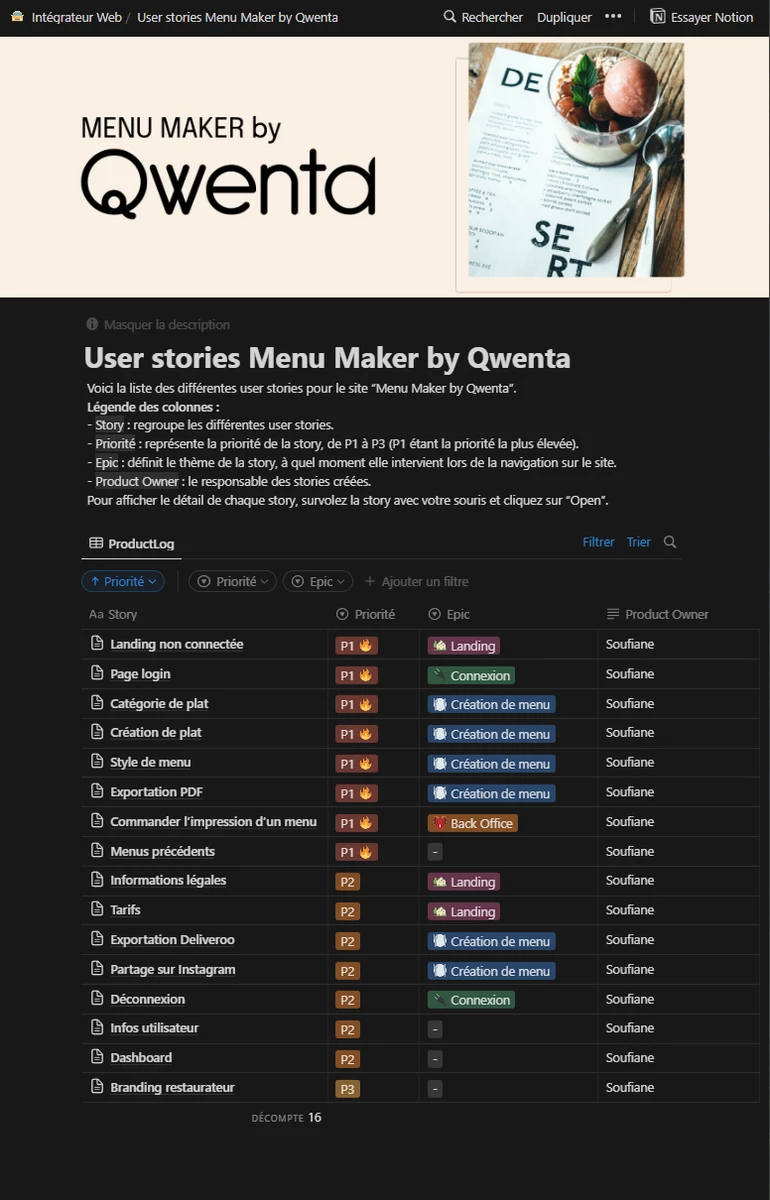 Intégrateur Web / User stories Menu Maker by Qwenta
Rechercher Dupliquer ••• Essayer Notion
MENU MAKER by
Qwenta
DE
SE
RT
Masquer la description
User stories Menu Maker by Qwenta
Voici la liste des différentes user stories pour le site “Menu Maker by Qwenta”.
Légende des colonnes :
- Story : regroupe les différentes user stories.
- Priorité : représente la priorité de la story, de P1 à P3 (P1 étant la priorité la plus élevée).
- Epic : définit le thème de la story, à quel moment elle intervient lors de la navigation sur le site.
- Product Owner : le responsable des stories créées.
Pour afficher le détail de chaque story, survolez la story avec votre souris et cliquez sur “Open”.
ProductLog Filtrer Trier
Priorité Priorité Epic + Ajouter un filtre
Aa Story Priorité Epic Product Owner
Landing non connectée P1 🔥 Landing Soufiane
Page login P1 🔥 Connexion Soufiane
Catégorie de plat P1 🔥 Création de menu Soufiane
Création de plat P1 🔥 Création de menu Soufiane
Style de menu P1 🔥 Création de menu Soufiane
Exportation PDF P1 🔥 Création de menu Soufiane
Commander l’impression d’un menu P1 🔥 Back Office Soufiane
Menus précédents P1 🔥 - Soufiane
Informations légales P2 Landing Soufiane
Tarifs P2 Landing Soufiane
Exportation Deliveroo P2 Création de menu Soufiane
Partage sur Instagram P2 Création de menu Soufiane
Déconnexion P2 Connexion Soufiane
Infos utilisateur P2 - Soufiane
Dashboard P2 - Soufiane
Branding restaurateur P3 - Soufiane
DÉCOMPTE 16